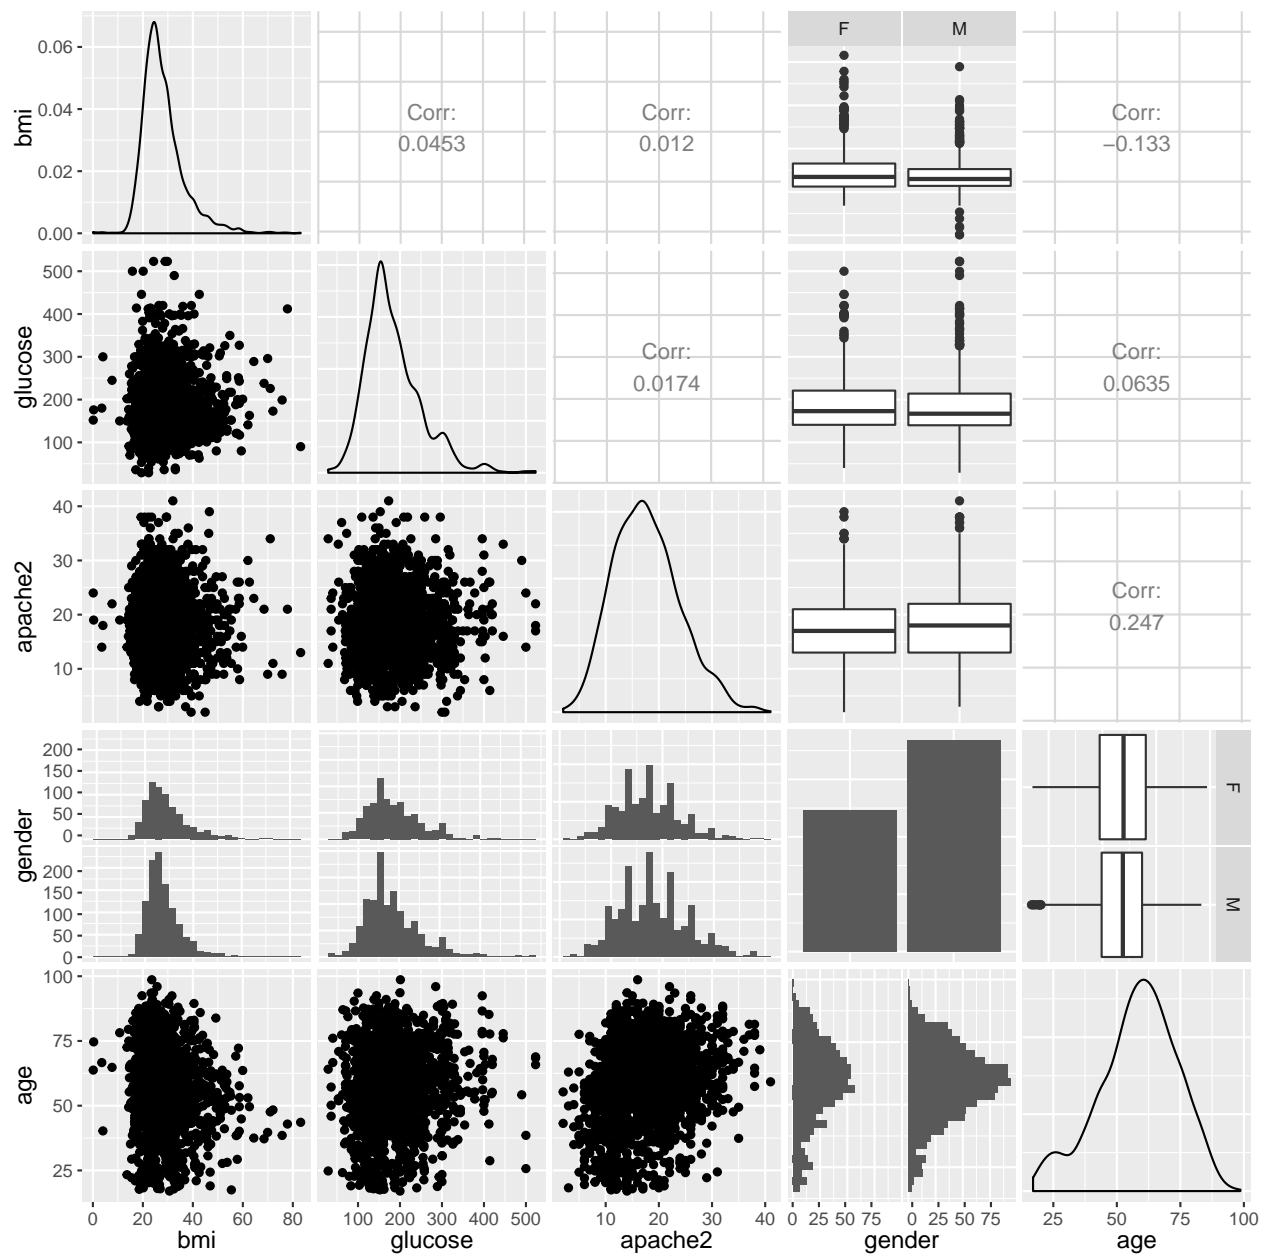 F M
bmi
0.06
0.04
0.02
0.00
Corr:
0.0453
Corr:
0.012
Corr:
−0.133
glucose
500
400
300
200
100
Corr:
0.0174
Corr:
0.0635
apache2
40
30
20
10
Corr:
0.247
gender
200
150
100
50
0
200
150
100
50
0
F
M
age
100
75
50
25
0 20 40 60 80
100 200 300 400 500
10 20 30 40
0 25 50 75
0 25 50 75
25 50 75 100
bmi glucose apache2 gender age